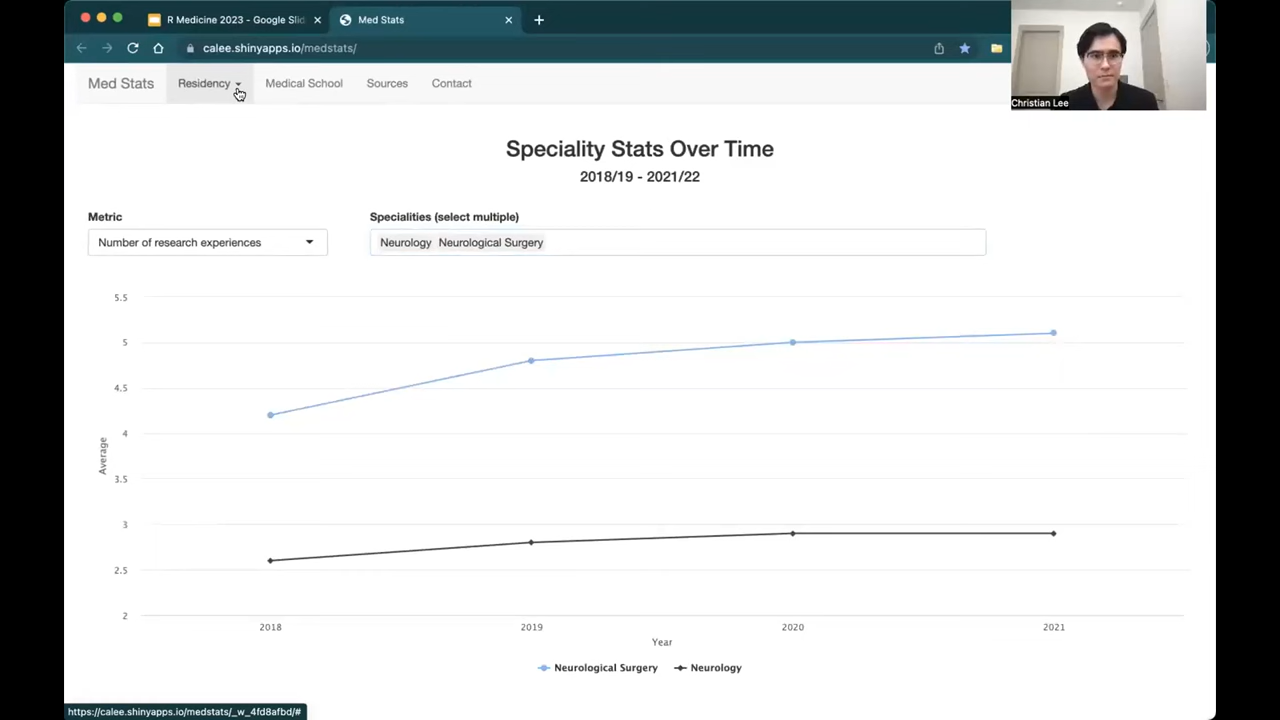 R Medicine 2023 - Google Slid
Med Stats
calee.shinyapps.io/medstats/
Christian Lee
Med Stats Residency Medical School Sources Contact
Speciality Stats Over Time
2018/19 - 2021/22
Metric
Number of research experiences
Specialities (select multiple)
Neurology Neurological Surgery
5.5
5
4.5
4
3.5
3
2.5
2
Average
2018 2019 2020 2021
Year
Neurological Surgery Neurology
https://calee.shinyapps.io/medstats/_w_4fd8afbd/#